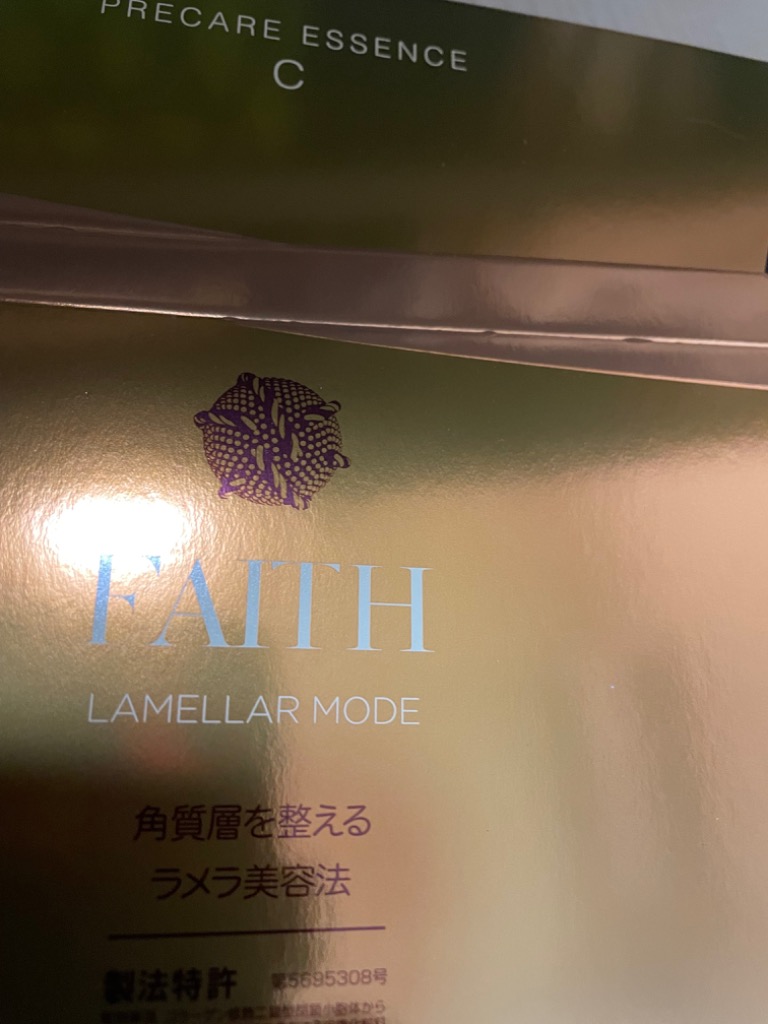 PRECARE ESSENCE
C
FAITH
LAMELLAR MODE
角質層を整える
ラメラ美容法
製法特許 第5695308号